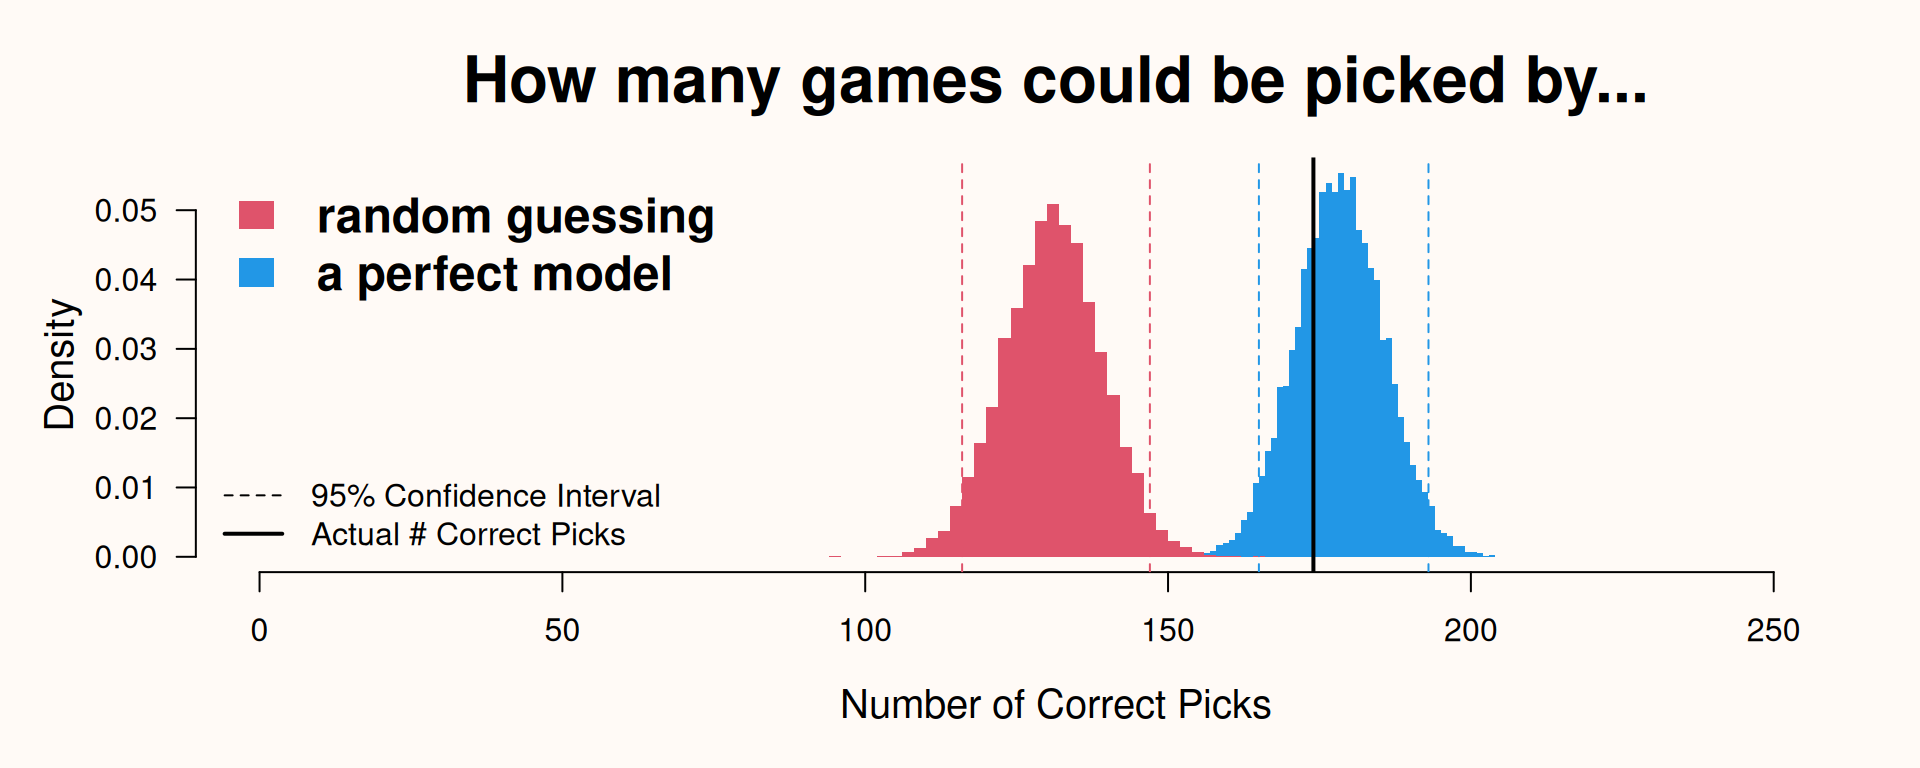 How many games could be picked by...
random guessing
a perfect model
Density
0.05
0.04
0.03
0.02
0.01
0.00
95% Confidence Interval
Actual # Correct Picks
0 50 100 150 200 250
Number of Correct Picks